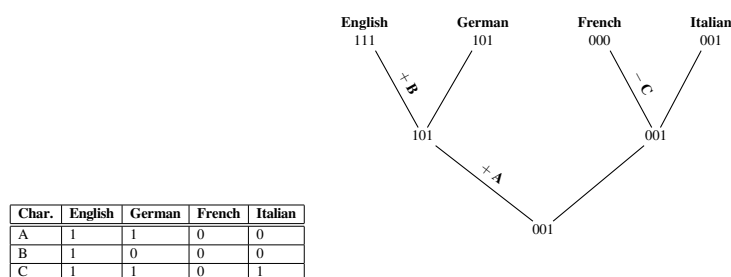 English German French Italian
111 101 000 001
+ B
− C
101 001
+ A
001
Char. English German French Italian
A 1 1 0 0
B 1 0 0 0
C 1 1 0 1